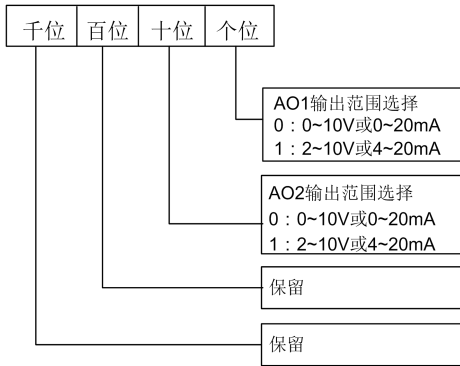 千位 百位 十位 个位
AO1输出范围选择
0：0~10V或0~20mA
1：2~10V或4~20mA
AO2输出范围选择
0：0~10V或0~20mA
1：2~10V或4~20mA
保留
保留